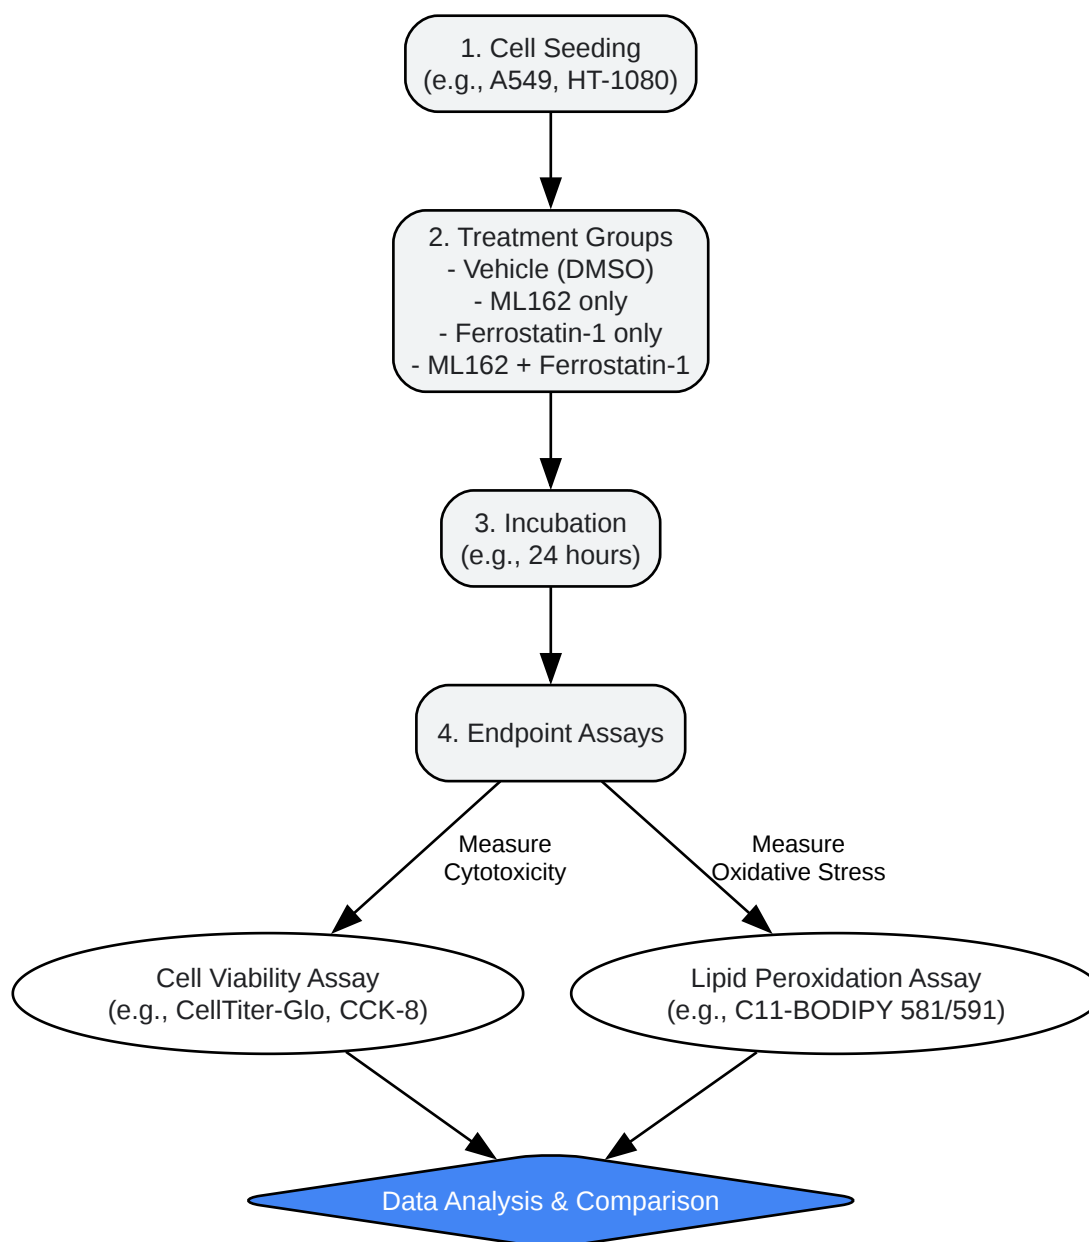 1. Cell Seeding
(e.g., A549, HT-1080)
2. Treatment Groups
- Vehicle (DMSO)
- ML162 only
- Ferrostatin-1 only
- ML162 + Ferrostatin-1
3. Incubation
(e.g., 24 hours)
4. Endpoint Assays
Measure
Cytotoxicity
Measure
Oxidative Stress
Cell Viability Assay
(e.g., CellTiter-Glo, CCK-8)
Lipid Peroxidation Assay
(e.g., C11-BODIPY 581/591)
Data Analysis & Comparison